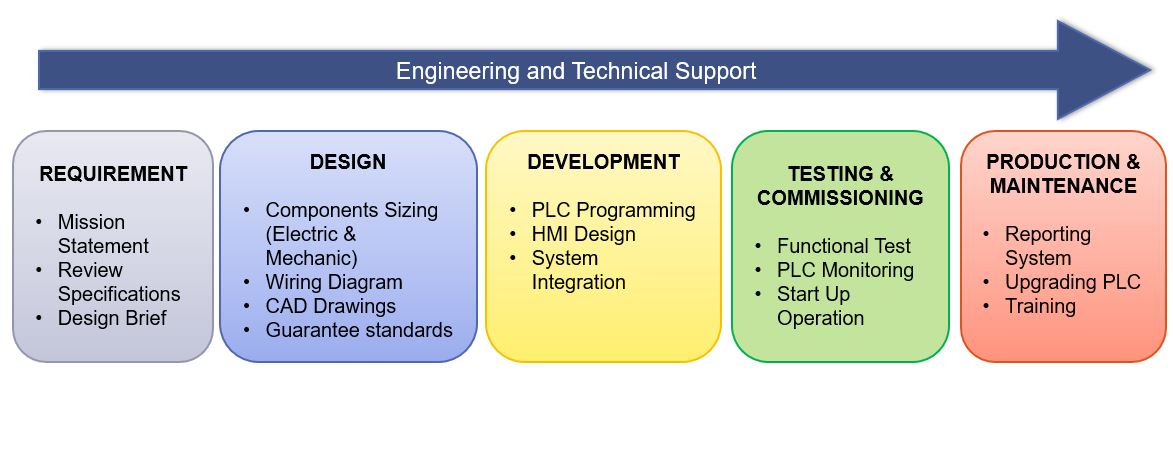 Engineering and Technical Support
REQUIREMENT
• Mission
Statement
• Review
Specifications
• Design Brief
DESIGN
• Components Sizing
(Electric &
Mechanic)
• Wiring Diagram
• CAD Drawings
• Guarantee standards
DEVELOPMENT
• PLC Programming
• HMI Design
• System
Integration
TESTING &
COMMISSIONING
• Functional Test
• PLC Monitoring
• Start Up
Operation
PRODUCTION &
MAINTENANCE
• Reporting
System
• Upgrading PLC
• Training